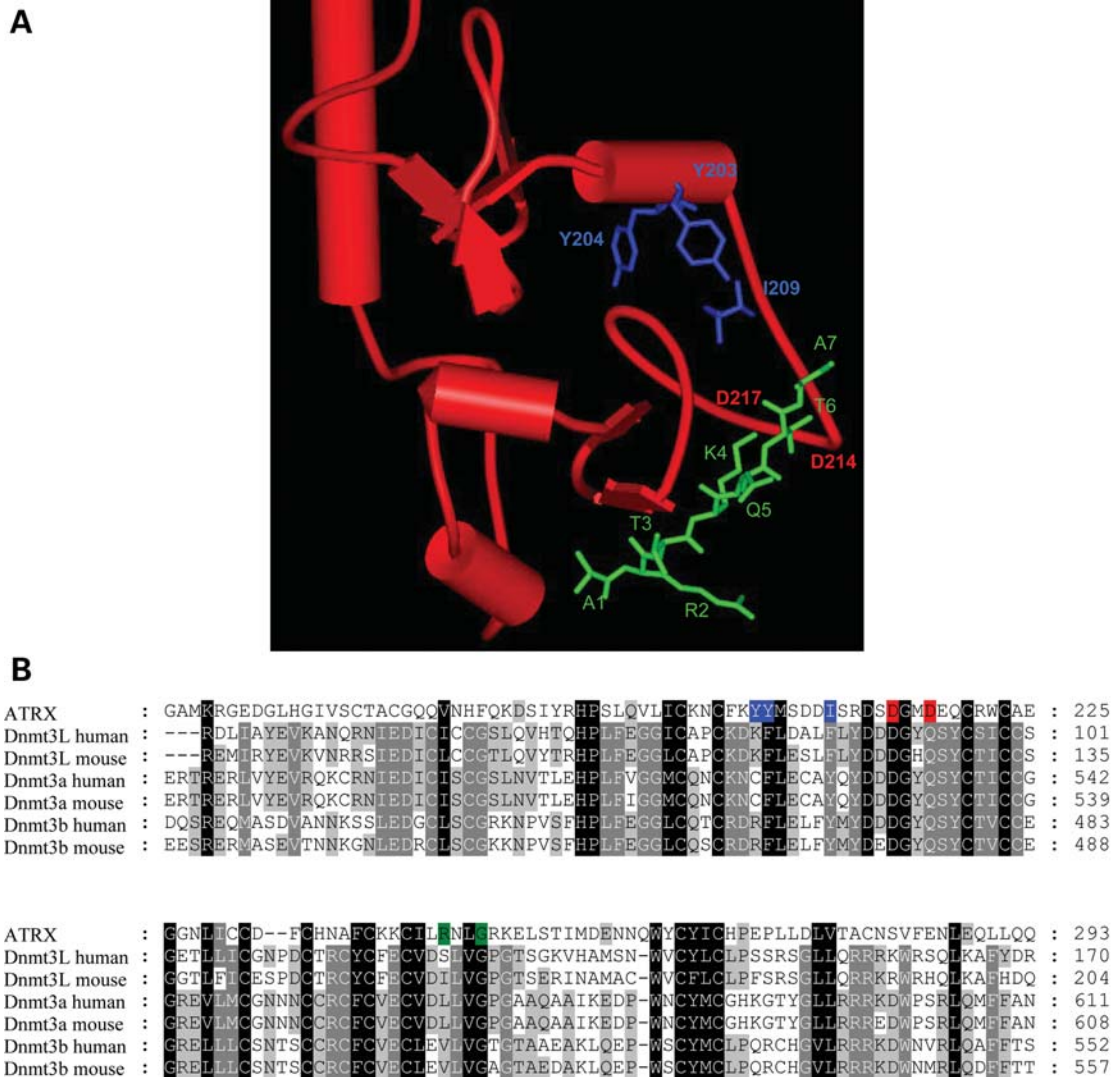 A
Y203
Y204
I209
A7
D217
T6
K4
D214
Q5
T3
A1
R2
B
ATRX : GAMKRGEDGLHGIVSCTACGQQVNHFQKDSIYRHPSLQVLICKNCFKYYMSDDISRDSDGMDEQCRWCAE : 225
Dnmt3L human : ---RDLIAYEVKANQRNIEDICICCGSLQVHTQHPLFEGGICAPCKDKFLDALFLYDDDGYQSYCSICCS : 101
Dnmt3L mouse : ---REMIRYEVKVNRRSIEDICLCCGTLQVYTRHPLFEGGLCAPCKDKFLESLFLYDDDGHQSYCTICCS : 135
Dnmt3a human : ERTRERLVYEVRQKCRNIEDICISCGSLNVTLEHPLFVGGMCQNCKNCFLECAYQYDDDGYQSYCTICCG : 542
Dnmt3a mouse : ERTRERLVYEVRQKCRNIEDICISCGSLNVTLEHPLFIGGMCQNCKNCFLECAYQYDDDGYQSYCTICCG : 539
Dnmt3b human : DQSREQMASDVANNKSSLEDGCLSCGRKNPVSFHPLFEGGLCQTCRDRFLELFYMYDDDGYQSYCTVCCE : 483
Dnmt3b mouse : EESRERMASEVTNNKGNLEDRCLSCGKKNPVSFHPLFEGGLCQSCRDRFLELFYMYDEDGYQSYCTVCCE : 488
ATRX : GGNLICCD--FCHNAFCKKCILRNLGRKELSTIMDENNQWYCYICHPEPLLDLVTACNSVFENLEQLLQQ : 293
Dnmt3L human : GETLLICGNPDCTRCYCFECVDSLVGPGTSGKVHAMSN-WVCYLCLPSSRSGLLQRRRKWRSQLKAFYDR : 170
Dnmt3L mouse : GGTLFICESPDCTRCYCFECVDILVGPGTSERINAMAC-WVCFLCLPFSRSGLLQRRKRWRHQLKAFHDQ : 204
Dnmt3a human : GREVLMCGNNNCCRCFCVECVDLLVGPGAAQAAIKEDP-WNCYMCGHKGTYGLLRRRKDWPSRLQMFFAN : 611
Dnmt3a mouse : GREVLMCGNNNCCRCFCVECVDLLVGPGAAQAAIKEDP-WNCYMCGHKGTYGLLRRREDWPSRLQMFFAN : 608
Dnmt3b human : GRELLLCSNTSCCRCFCVECLEVLVGTGTAAEAKLQEP-WSCYMCLPQRCHGVLRRRKDWNVRLQAFFTS : 552
Dnmt3b mouse : GRELLLCSNTSCCRCFCVECLEVLVGAGTAEDAKLQEP-WSCYMCLPQRCHGVLRRRKDWNMRLQDFFTT : 557